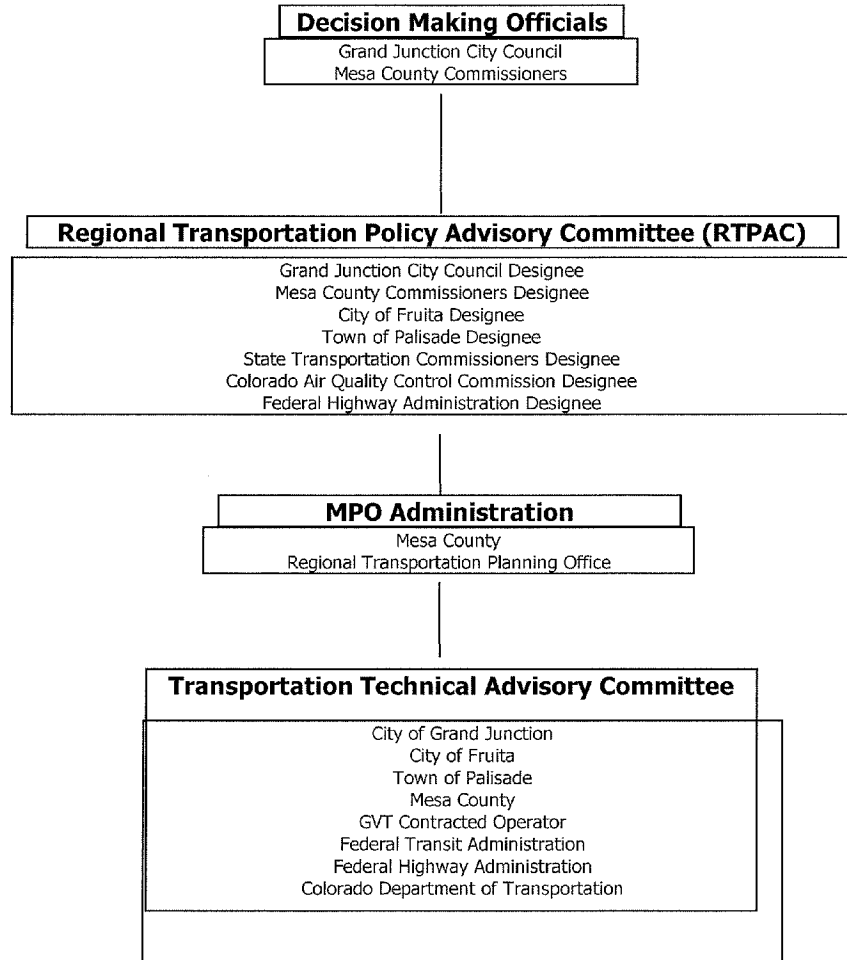 Decision Making Officials
Grand Junction City Council
Mesa County Commissioners
Regional Transportation Policy Advisory Committee (RTPAC)
Grand Junction City Council Designee
Mesa County Commissioners Designee
City of Fruita Designee
Town of Palisade Designee
State Transportation Commissioners Designee
Colorado Air Quality Control Commission Designee
Federal Highway Administration Designee
MPO Administration
Mesa County
Regional Transportation Planning Office
Transportation Technical Advisory Committee
City of Grand Junction
City of Fruita
Town of Palisade
Mesa County
GVT Contracted Operator
Federal Transit Administration
Federal Highway Administration
Colorado Department of Transportation